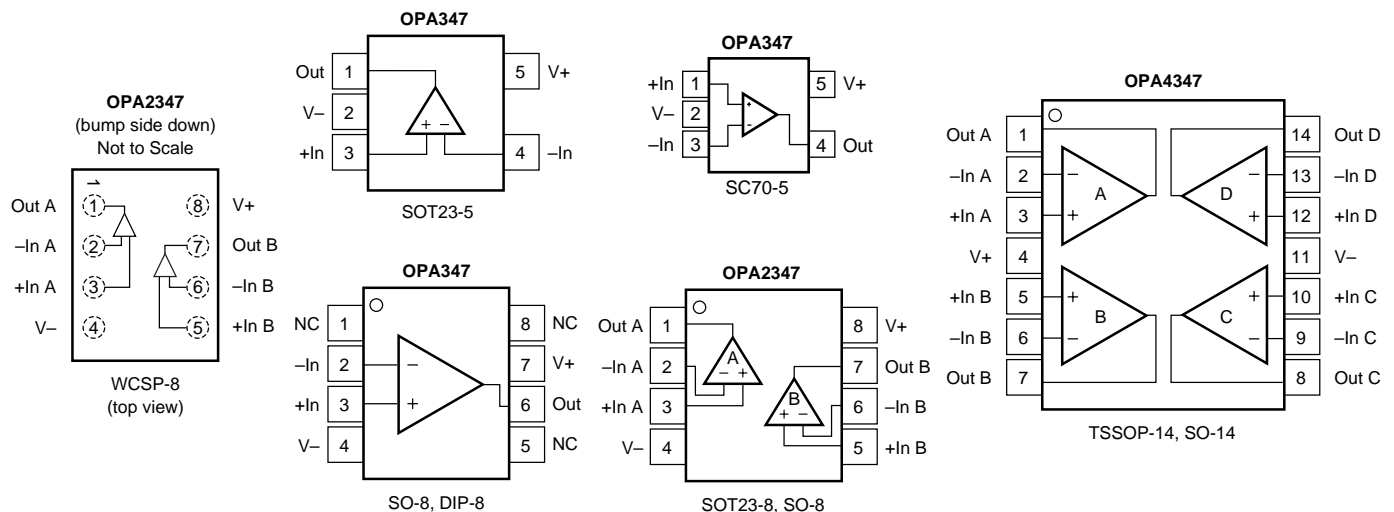 OPA2347
(bump side down)
Not to Scale
1
Out A 1 8 V+
–In A 2 7 Out B
+In A 3 6 –In B
V– 4 5 +In B
WCSP-8
(top view)
OPA347
Out 1 5 V+
V– 2
+ –
+In 3 4 –In
SOT23-5
OPA347
+In 1 5 V+
+
V– 2
-
–In 3 4 Out
SC70-5
OPA347
NC 1 8 NC
–In 2 – 7 V+
+In 3 + 6 Out
V– 4 5 NC
SO-8, DIP-8
OPA2347
Out A 1 8 V+
A
–In A 2 – + 7 Out B
B
+In A 3 + – 6 –In B
V– 4 5 +In B
SOT23-8, SO-8
OPA4347
Out A 1 14 Out D
–In A 2 – – 13 –In D
A D
+In A 3 + + 12 +In D
V+ 4 11 V–
+In B 5 + + 10 +In C
B C
–In B 6 – – 9 –In C
Out B 7 8 Out C
TSSOP-14, SO-14